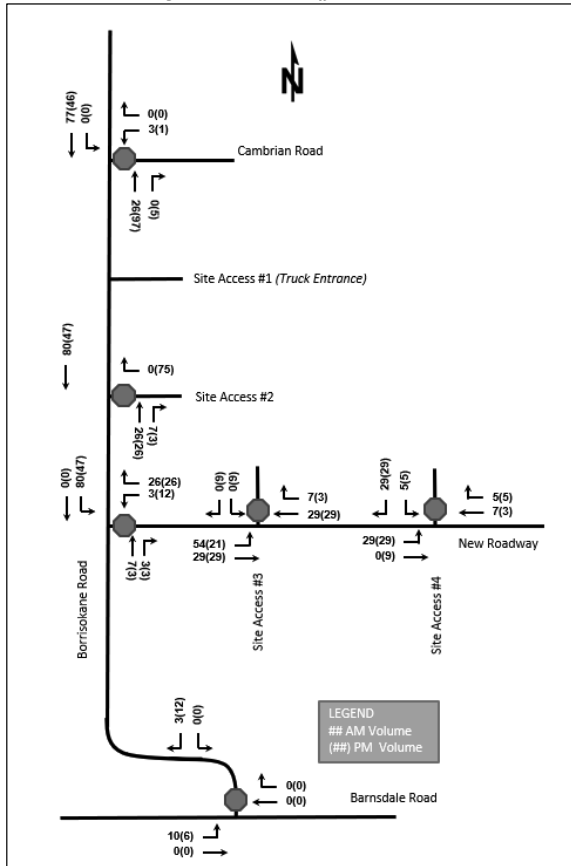 N
77(46)
0(0)
0(0)
3(1)
Cambrian Road
26(97)
0(5)
Site Access #1 (Truck Entrance)
80(47)
0(75)
Site Access #2
26(26)
7(3)
0(0)
80(47)
26(26)
3(12)
7(3)
3(3)
0(9)
0(9)
7(3)
29(29)
54(21)
29(29)
29(29)
5(5)
5(5)
7(3)
29(29)
0(9)
New Roadway
Borrisokane Road
Site Access #3
Site Access #4
3(12)
0(0)
LEGEND
## AM Volume
(##) PM Volume
0(0)
0(0)
Barnsdale Road
10(6)
0(0)